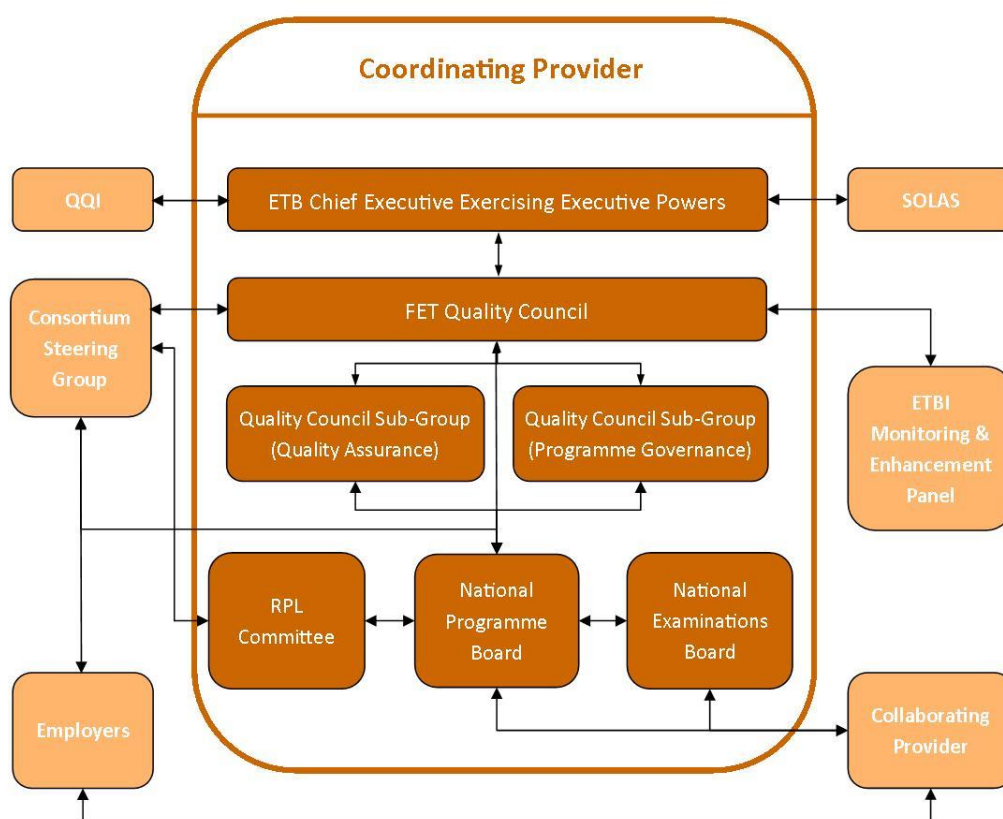 Coordinating Provider
QQI
ETB Chief Executive Exercising Executive Powers
SOLAS
Consortium
Steering
Group
FET Quality Council
Quality Council Sub-Group
(Quality Assurance)
Quality Council Sub-Group
(Programme Governance)
ETBI
Monitoring &
Enhancement
Panel
RPL
Committee
National
Programme
Board
National
Examinations
Board
Employers
Collaborating
Provider